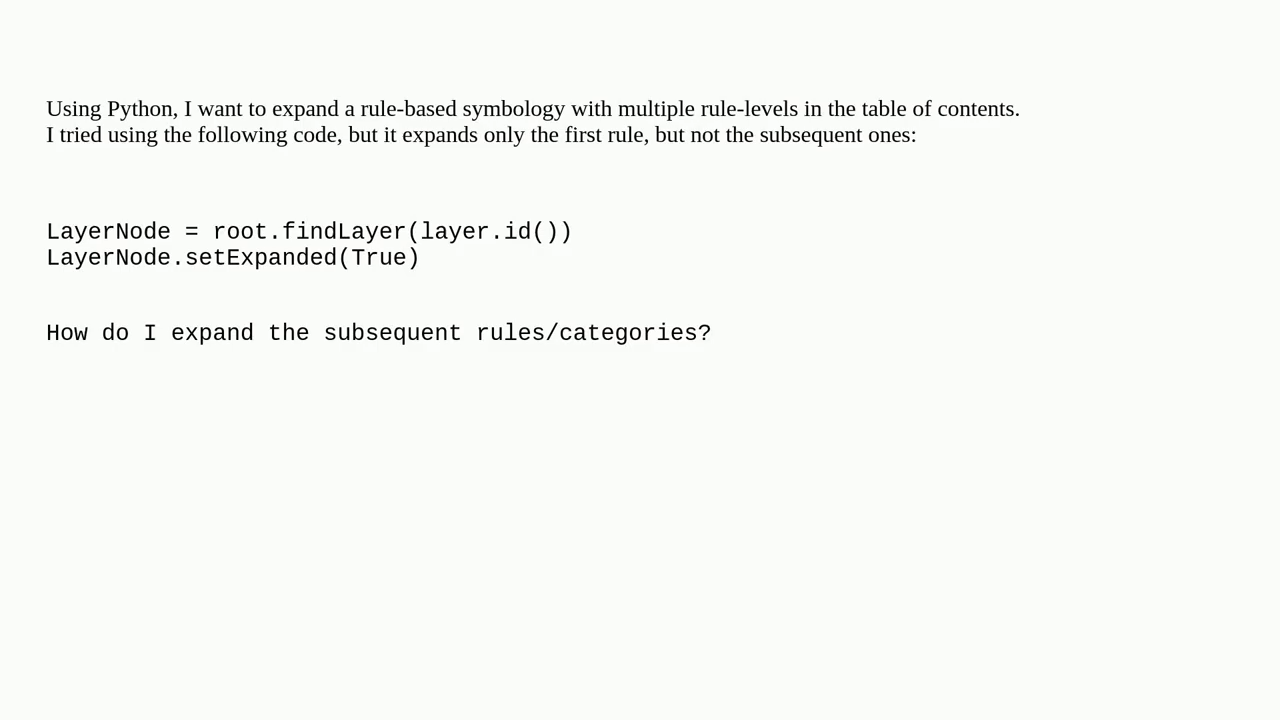 Using Python, I want to expand a rule-based symbology with multiple rule-levels in the table of contents.
I tried using the following code, but it expands only the first rule, but not the subsequent ones:
LayerNode = root.findLayer(layer.id())
LayerNode.setExpanded(True)
How do I expand the subsequent rules/categories?